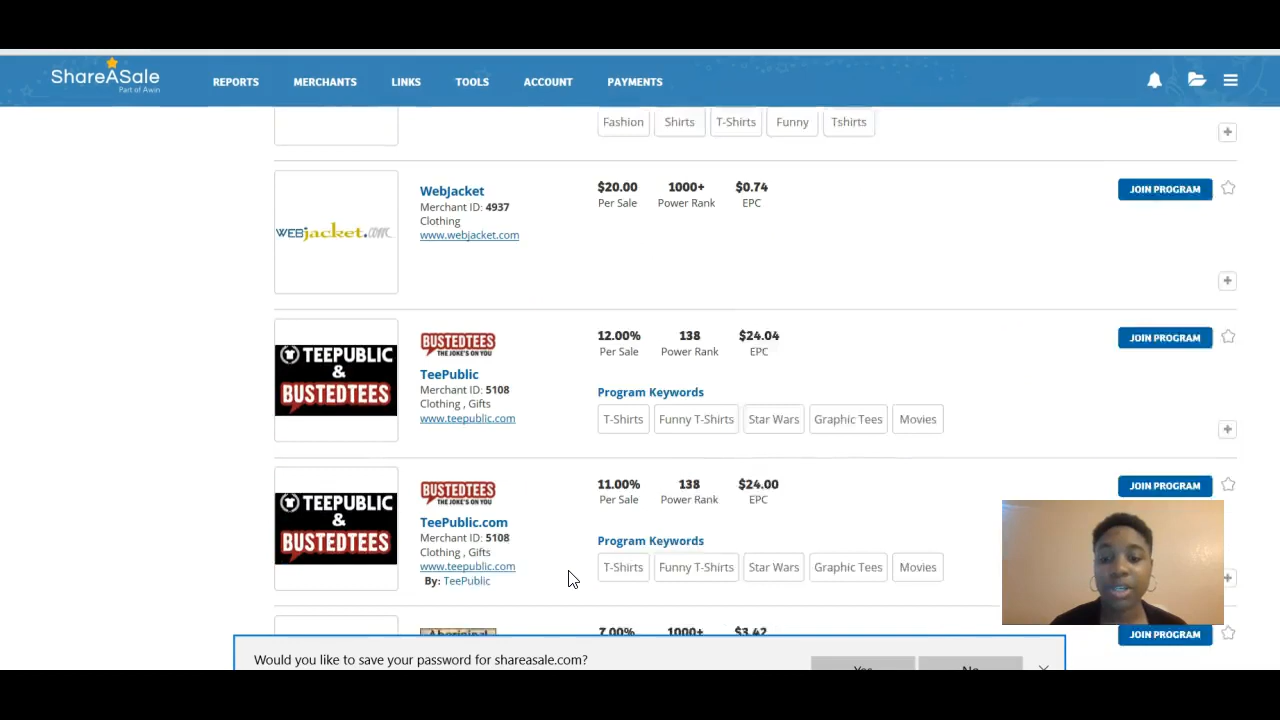 ShareASale
Part of Awin
REPORTS
MERCHANTS
LINKS
TOOLS
ACCOUNT
PAYMENTS
Fashion
Shirts
T-Shirts
Funny
Tshirts
WEBjacket.com
WebJacket
Merchant ID: 4937
Clothing
www.webjacket.com
$20.00
Per Sale
1000+
Power Rank
$0.74
EPC
JOIN PROGRAM
TEEPUBLIC
&
BUSTEDTEES
BUSTEDTEES
THE JOKE'S ON YOU
TeePublic
Merchant ID: 5108
Clothing , Gifts
www.teepublic.com
12.00%
Per Sale
138
Power Rank
$24.04
EPC
Program Keywords
T-Shirts
Funny T-Shirts
Star Wars
Graphic Tees
Movies
JOIN PROGRAM
TEEPUBLIC
&
BUSTEDTEES
BUSTEDTEES
THE JOKE'S ON YOU
TeePublic.com
Merchant ID: 5108
Clothing , Gifts
www.teepublic.com
By: TeePublic
11.00%
Per Sale
138
Power Rank
$24.00
EPC
Program Keywords
T-Shirts
Funny T-Shirts
Star Wars
Graphic Tees
Movies
JOIN PROGRAM
Aboriginal
7.00%
1000+
$3.42
JOIN PROGRAM
Would you like to save your password for shareasale.com?
Yes
No